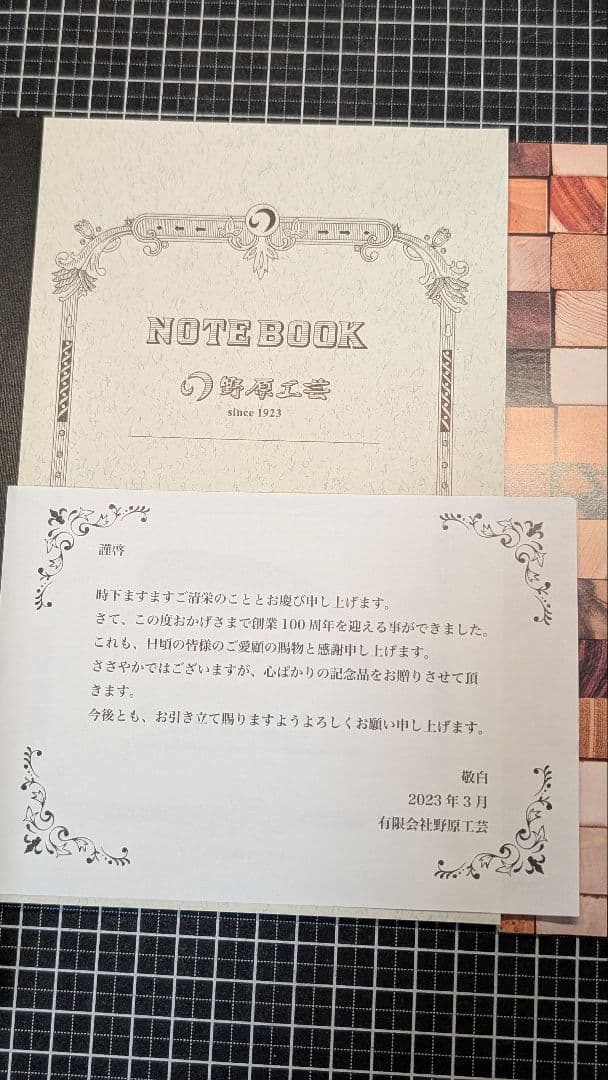 NOTE BOOK
野原工芸
since 1923
謹啓
時下ますますご清栄のこととお慶び申し上げます。
さて、この度おかげさまで創業 100 周年を迎える事ができました。
これも、日頃の皆様のご愛顧の賜物と感謝申し上げます。
ささやかではございますが、心ばかりの記念品をお贈りさせて頂
きます。
今後とも、お引き立て賜りますようよろしくお願い申し上げます。
敬白
2023 年 3 月
有限会社野原工芸